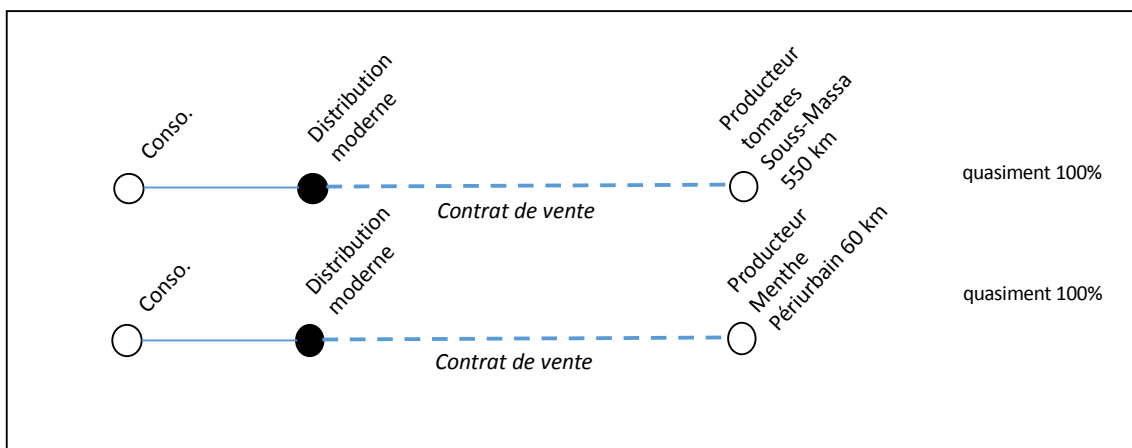 Conso.
Distribution
moderne
Producteur
tomates
Souss-Massa
550 km
quasiment 100%
Contrat de vente
Conso.
Distribution
moderne
Producteur
Menthe
Périurbain 60 km
quasiment 100%
Contrat de vente